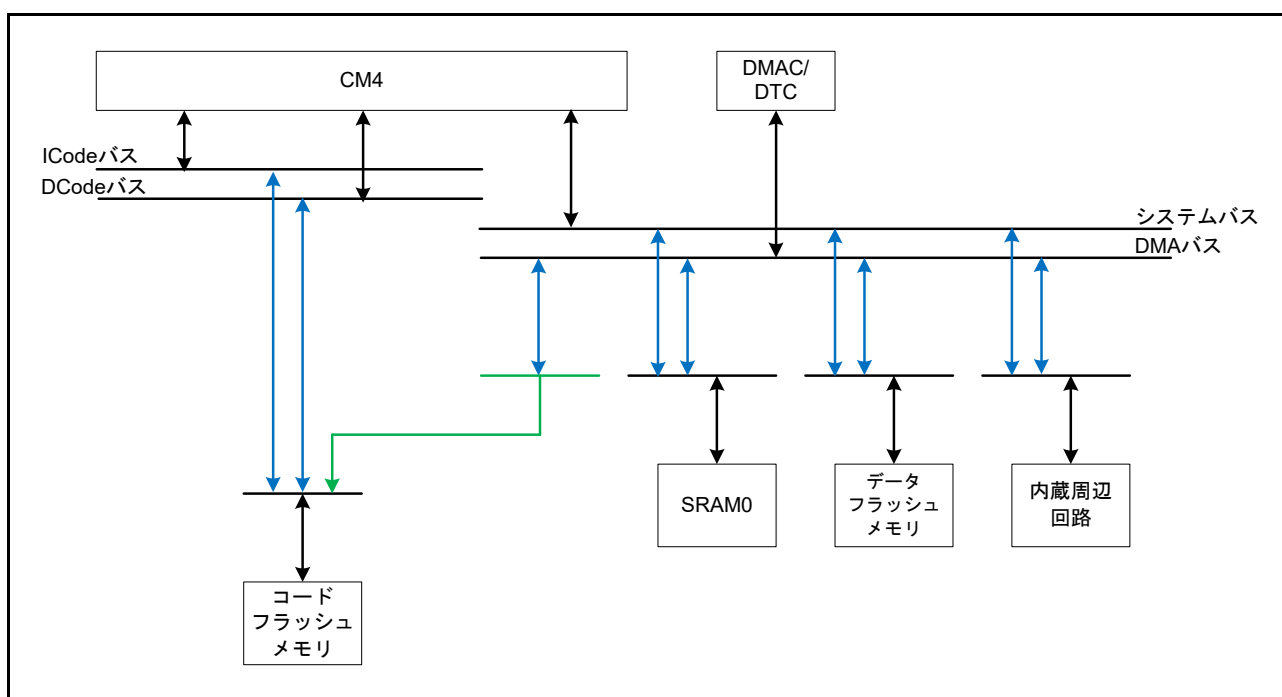 CM4
DMAC/
DTC
ICodeバス
DCodeバス
システムバス
DMAバス
SRAM0
データ
フラッシュ
メモリ
内蔵周辺
回路
コード
フラッシュ
メモリ